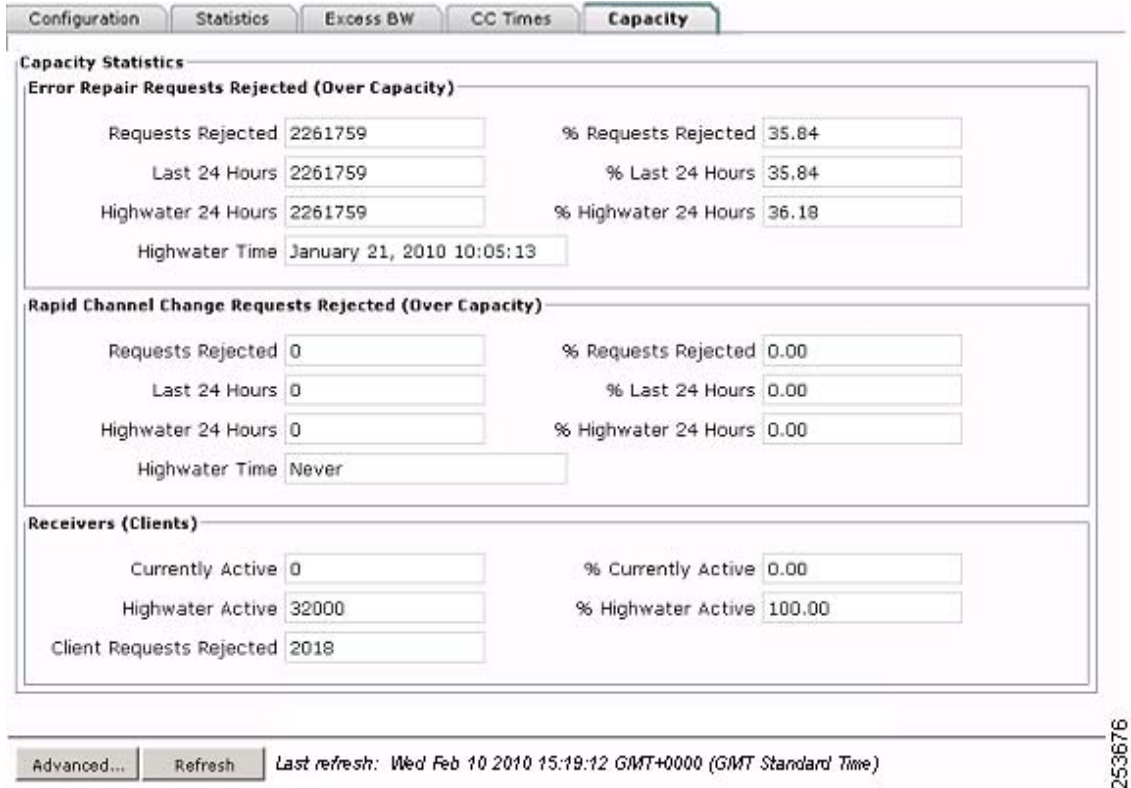 Configuration Statistics Excess BW CC Times Capacity
Capacity Statistics
Error Repair Requests Rejected (Over Capacity)
Requests Rejected 2261759 % Requests Rejected 35.84
Last 24 Hours 2261759 % Last 24 Hours 35.84
Highwater 24 Hours 2261759 % Highwater 24 Hours 36.18
Highwater Time January 21, 2010 10:05:13
Rapid Channel Change Requests Rejected (Over Capacity)
Requests Rejected 0 % Requests Rejected 0.00
Last 24 Hours 0 % Last 24 Hours 0.00
Highwater 24 Hours 0 % Highwater 24 Hours 0.00
Highwater Time Never
Receivers (Clients)
Currently Active 0 % Currently Active 0.00
Highwater Active 32000 % Highwater Active 100.00
Client Requests Rejected 2018
Advanced... Refresh Last refresh: Wed Feb 10 2010 15:19:12 GMT+0000 (GMT Standard Time)
253676